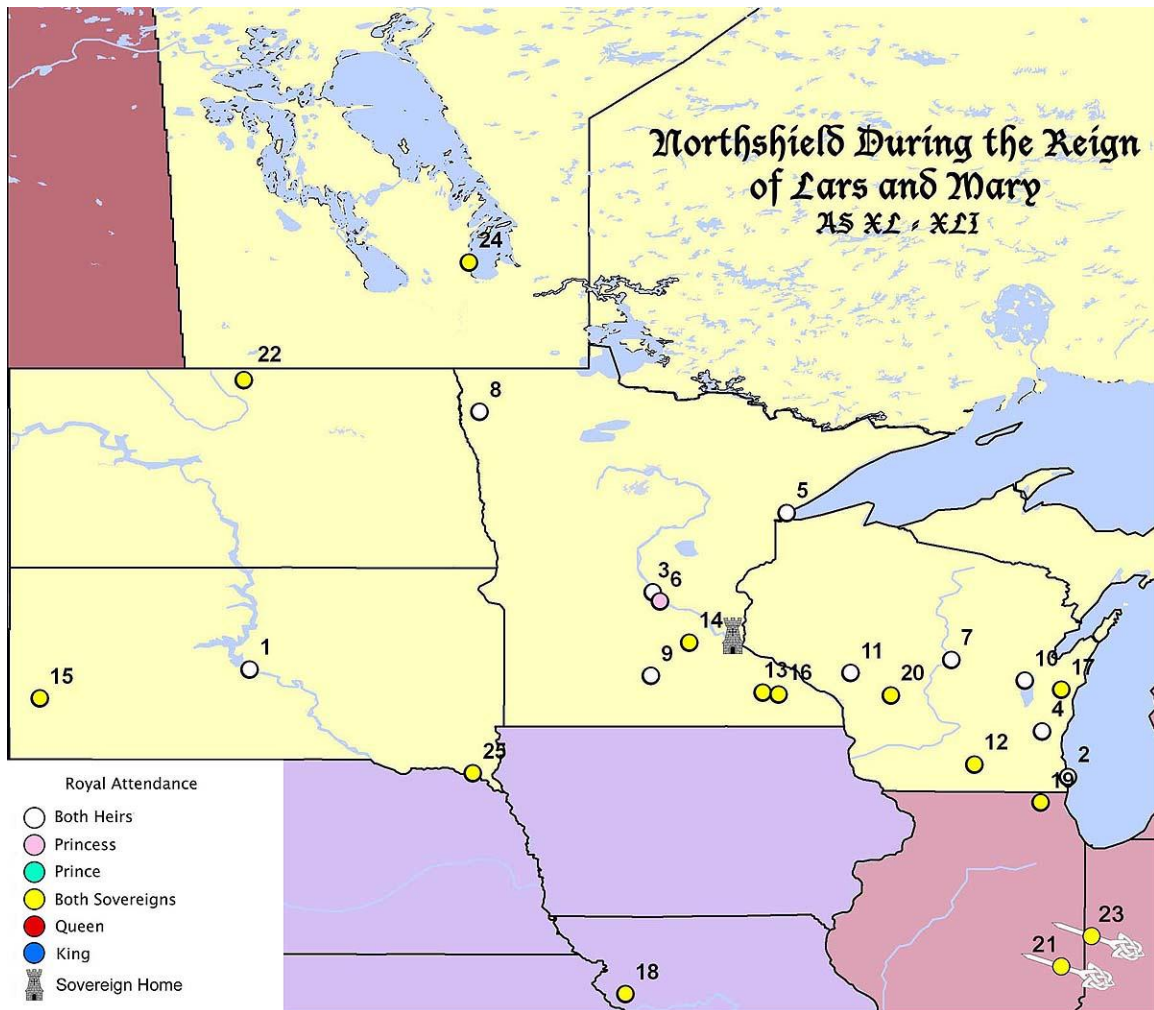 Northshield During the Reign
of Lars and Mary
AS XL - XLI
24
22
8
5
3
6
14
7
1
9
11
10
17
15
13
16
20
4
25
12
2
19
Royal Attendance
Both Heirs
Princess
Prince
Both Sovereigns
Queen
King
Sovereign Home
23
21
18